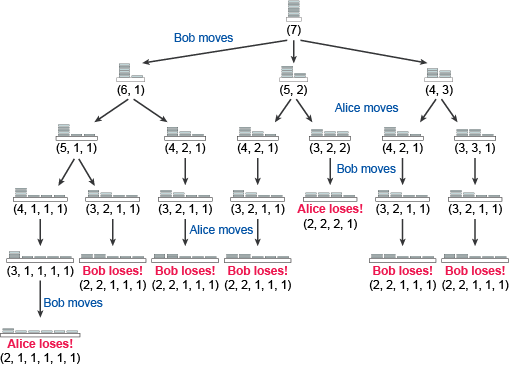 (7)
Bob moves
(6, 1) (5, 2) (4, 3)
Alice moves
(5, 1, 1) (4, 2, 1) (4, 2, 1) (3, 2, 2) (4, 2, 1) (3, 3, 1)
Bob moves
(4, 1, 1, 1) (3, 2, 1, 1) (3, 2, 1, 1) (3, 2, 1, 1) Alice loses! (3, 2, 1, 1) (3, 2, 1, 1)
(2, 2, 2, 1)
Alice moves
(3, 1, 1, 1, 1) Bob loses! Bob loses! Bob loses! Bob loses! Bob loses!
(2, 2, 1, 1, 1) (2, 2, 1, 1, 1) (2, 2, 1, 1, 1) (2, 2, 1, 1, 1) (2, 2, 1, 1, 1)
Bob moves
Alice loses!
(2, 1, 1, 1, 1, 1)